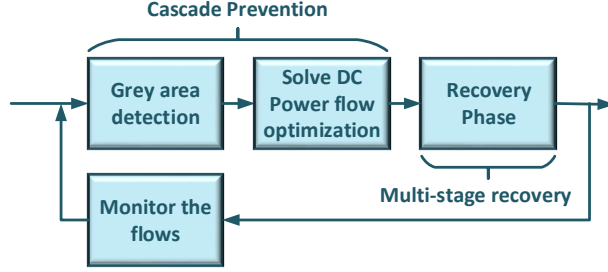 Cascade Prevention
Grey area
detection
Solve DC
Power flow
optimization
Recovery
Phase
Multi-stage recovery
Monitor the
flows